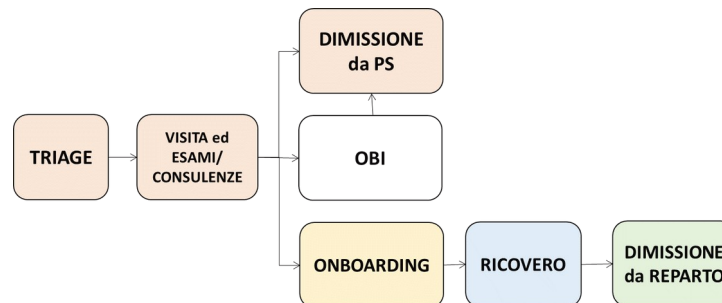 DIMISSIONE
da PS
TRIAGE
VISITA ed
ESAMI/
CONSULENZE
OBI
ONBOARDING
RICOVERO
DIMISSIONE
da REPARTO